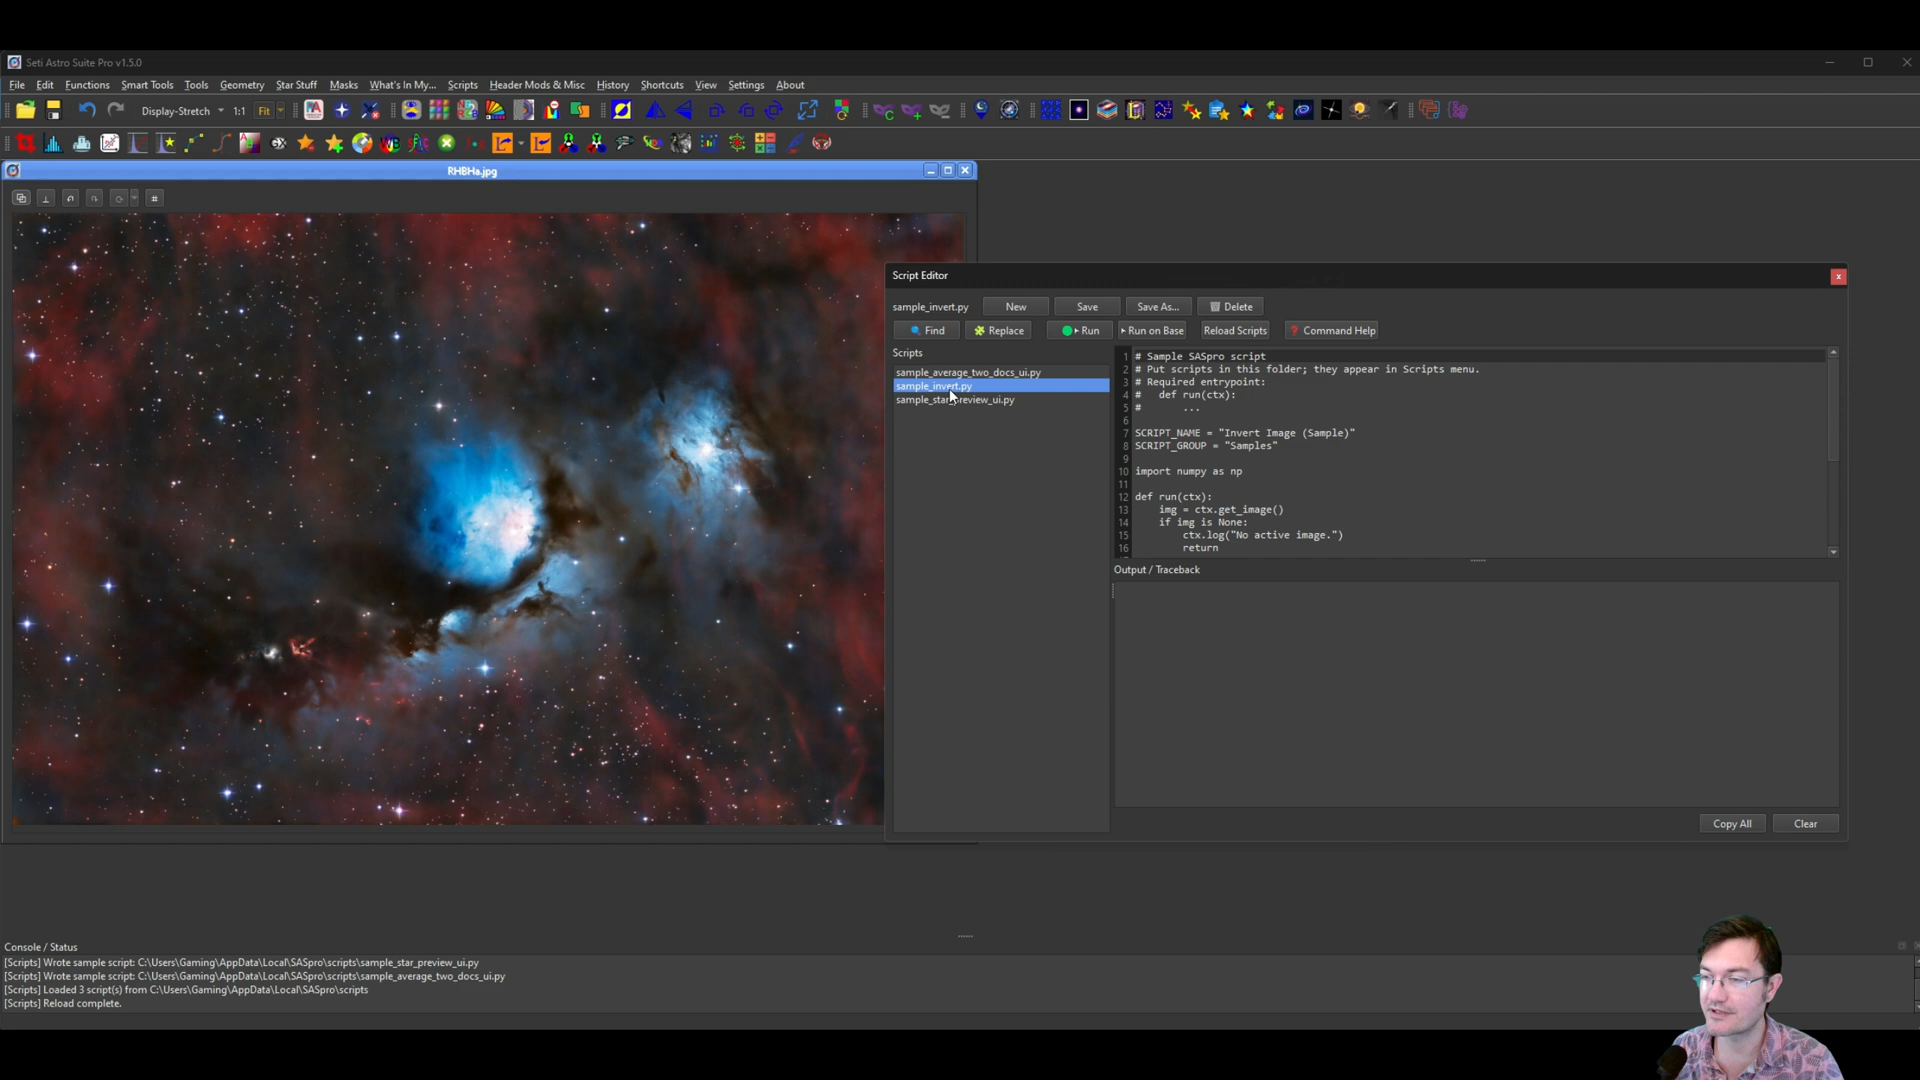 Seti Astro Suite Pro v1.5.0
File Edit Functions Smart Tools Tools Geometry Star Stuff Masks What's In My... Scripts Header Mods & Misc History Shortcuts View Settings About
Display-Stretch 1:1 Fit
RHBHa.jpg
Script Editor
sample_invert.py New Save Save As... Delete
Find Replace Run Run on Base Reload Scripts Command Help
Scripts
sample_average_two_docs_ui.py
sample_invert.py
sample_star_preview_ui.py
1 # Sample SASpro script
2 # Put scripts in this folder; they appear in Scripts menu.
3 # Required entrypoint:
4 #   def run(ctx):
5 #       ...
6
7 SCRIPT_NAME = "Invert Image (Sample)"
8 SCRIPT_GROUP = "Samples"
9
10 import numpy as np
11
12 def run(ctx):
13     img = ctx.get_image()
14     if img is None:
15         ctx.log("No active image.")
16         return
Output / Traceback
Copy All Clear
Console / Status
[Scripts] Wrote sample script: C:\Users\Gaming\AppData\Local\SASpro\scripts\sample_star_preview_ui.py
[Scripts] Wrote sample script: C:\Users\Gaming\AppData\Local\SASpro\scripts\sample_average_two_docs_ui.py
[Scripts] Loaded 3 script(s) from C:\Users\Gaming\AppData\Local\SASpro\scripts
[Scripts] Reload complete.